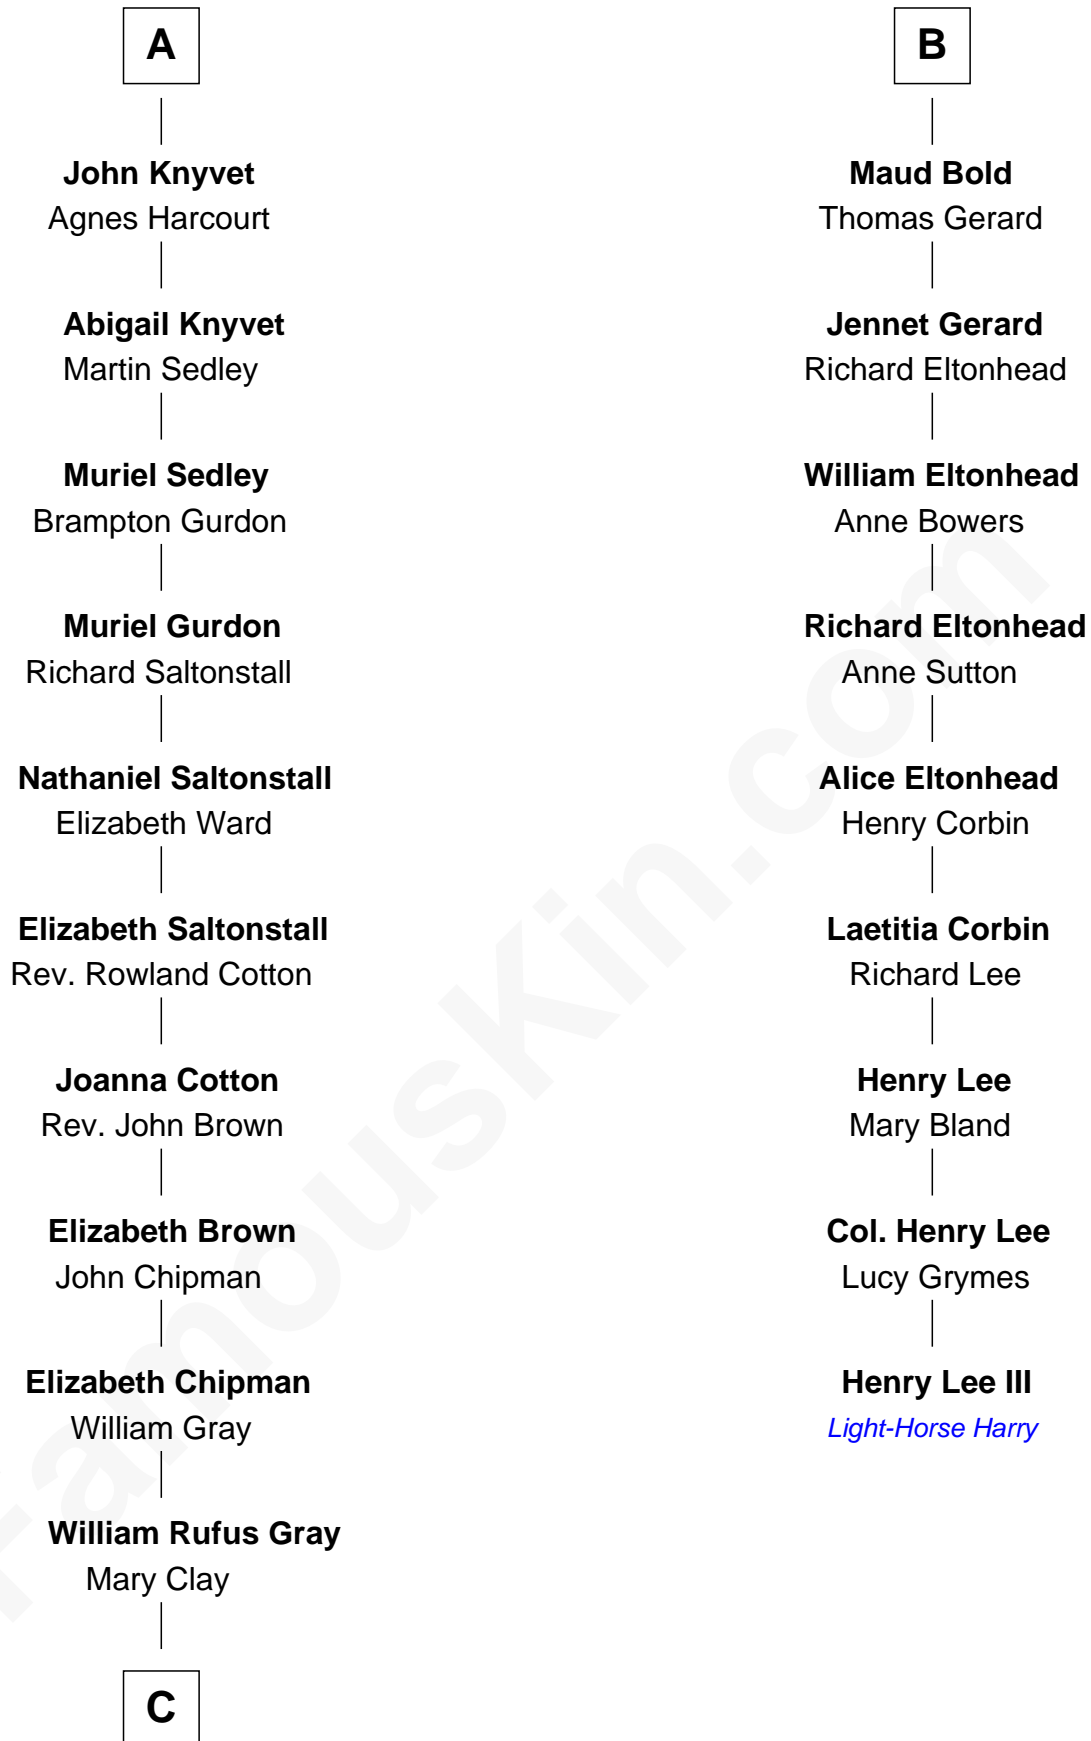 A
John Knyvet
Agnes Harcourt
Abigail Knyvet
Martin Sedley
Muriel Sedley
Brampton Gurdon
Muriel Gurdon
Richard Saltonstall
Nathaniel Saltonstall
Elizabeth Ward
Elizabeth Saltonstall
Rev. Rowland Cotton
Joanna Cotton
Rev. John Brown
Elizabeth Brown
John Chipman
Elizabeth Chipman
William Gray
William Rufus Gray
Mary Clay
C
B
Maud Bold
Thomas Gerard
Jennet Gerard
Richard Eltonhead
William Eltonhead
Anne Bowers
Richard Eltonhead
Anne Sutton
Alice Eltonhead
Henry Corbin
Laetitia Corbin
Richard Lee
Henry Lee
Mary Bland
Col. Henry Lee
Lucy Grymes
Henry Lee III
Light-Horse Harry
FamousKin.com